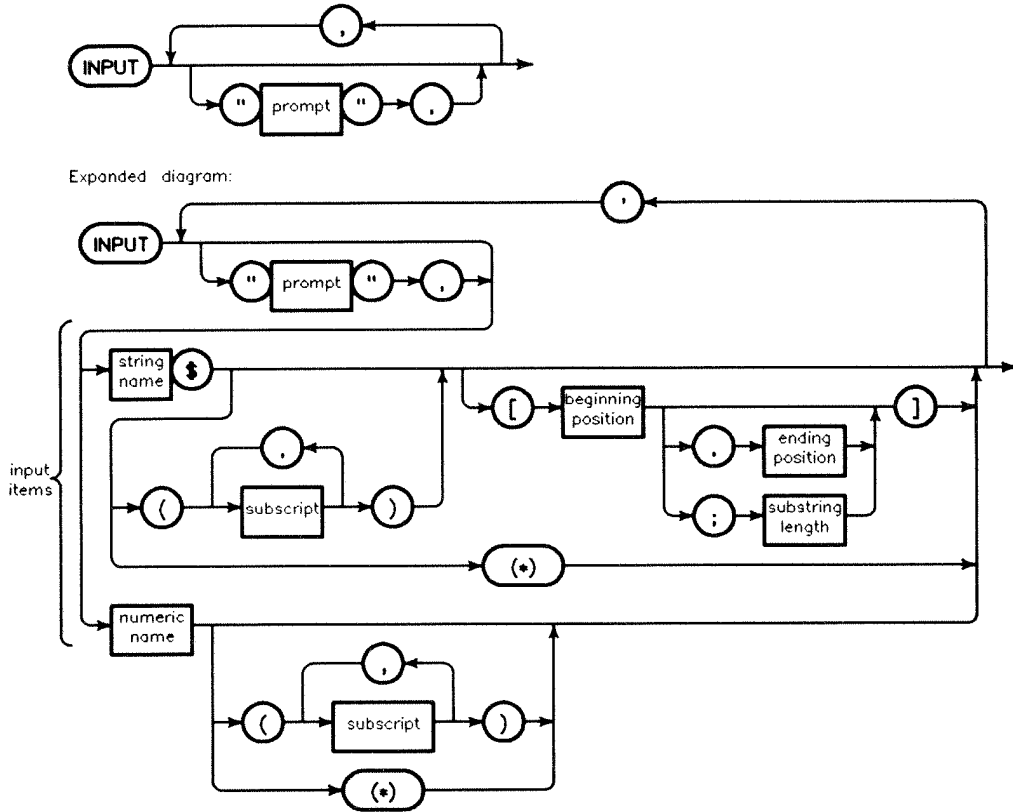 ,
INPUT
" prompt " ,
Expanded diagram:
,
INPUT
" prompt " ,
string
name
$
[
beginning
position
]
,
ending
position
,
input
items
(
subscript
)
;
substring
length
(*)
numeric
name
,
(
subscript
)
(*)